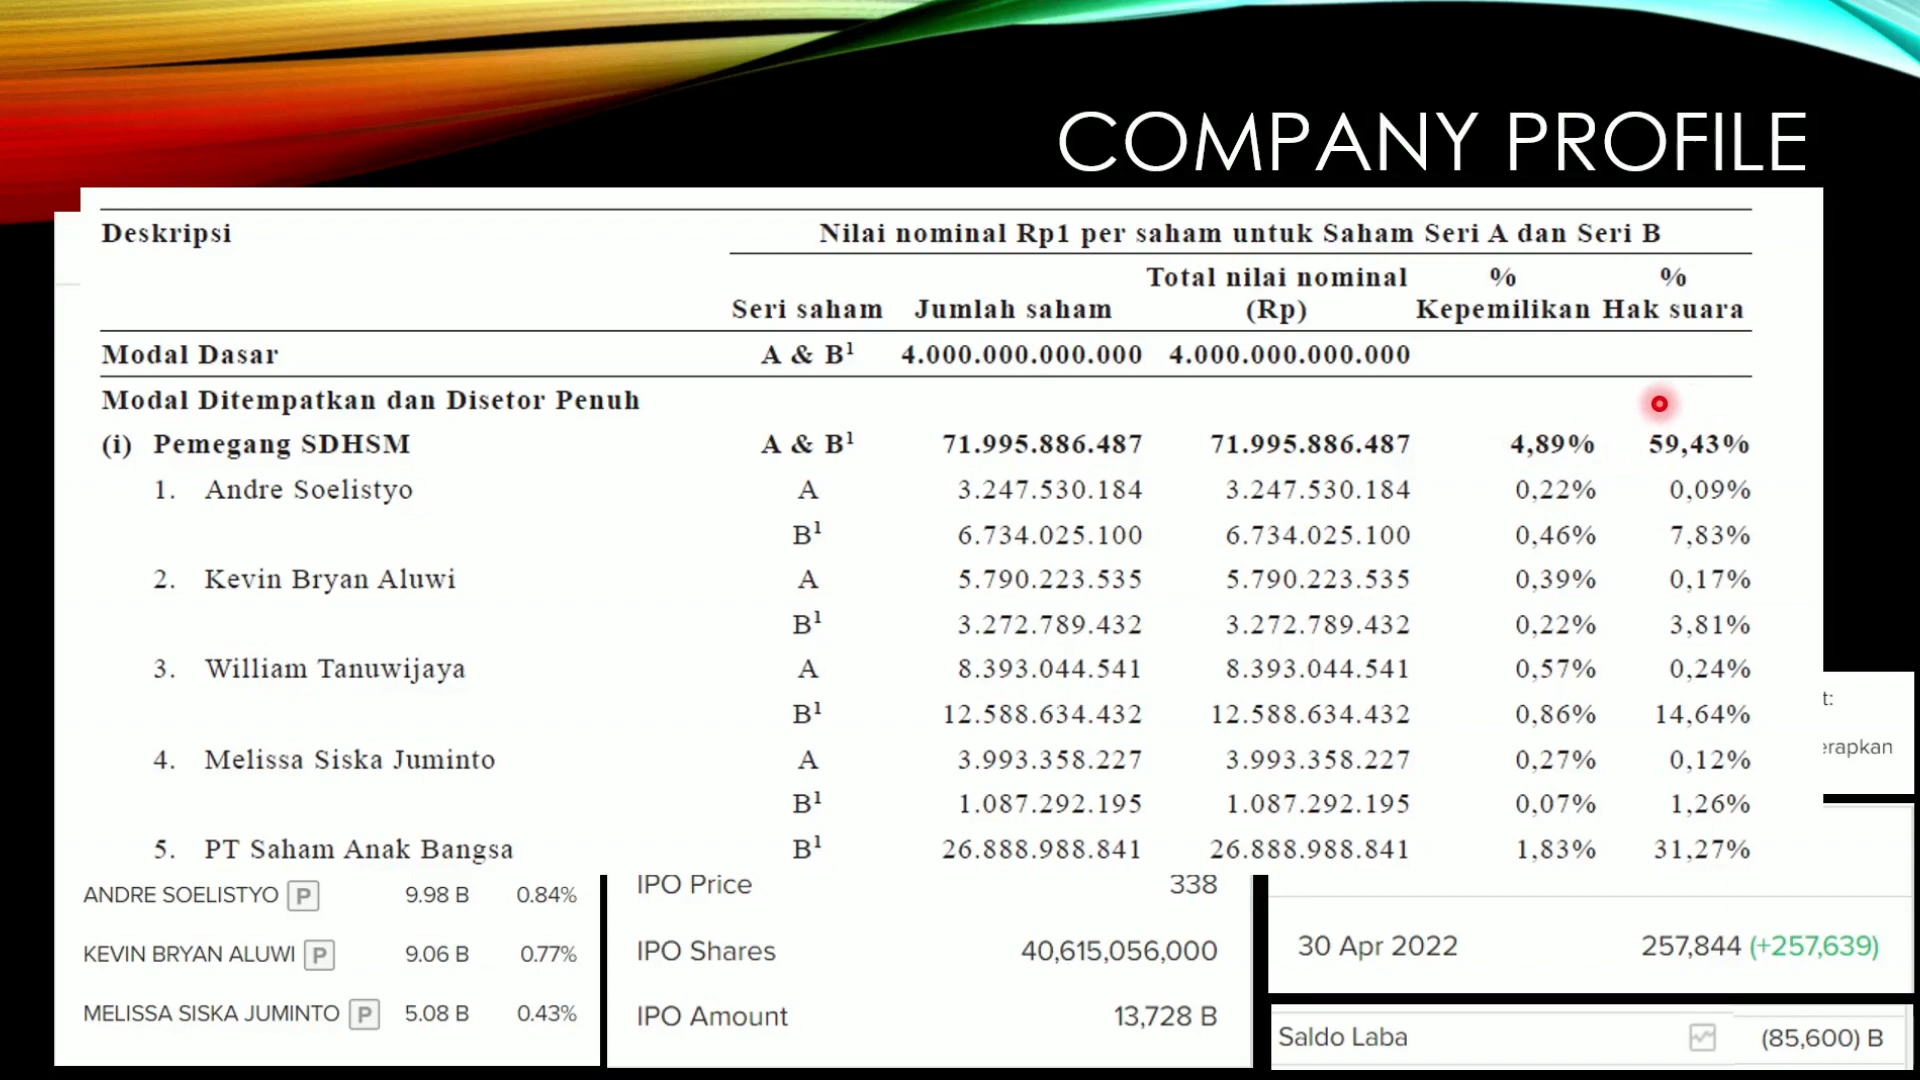 COMPANY PROFILE
Deskripsi Nilai nominal Rp1 per saham untuk Saham Seri A dan Seri B
Total nilai nominal % %
Seri saham Jumlah saham (Rp) Kepemilikan Hak suara
Modal Dasar A & B¹ 4.000.000.000.000 4.000.000.000.000
Modal Ditempatkan dan Disetor Penuh
(i) Pemegang SDHSM A & B¹ 71.995.886.487 71.995.886.487 4,89% 59,43%
1. Andre Soelistyo A 3.247.530.184 3.247.530.184 0,22% 0,09%
B¹ 6.734.025.100 6.734.025.100 0,46% 7,83%
2. Kevin Bryan Aluwi A 5.790.223.535 5.790.223.535 0,39% 0,17%
B¹ 3.272.789.432 3.272.789.432 0,22% 3,81%
3. William Tanuwijaya A 8.393.044.541 8.393.044.541 0,57% 0,24%
B¹ 12.588.634.432 12.588.634.432 0,86% 14,64%
4. Melissa Siska Juminto A 3.993.358.227 3.993.358.227 0,27% 0,12%
B¹ 1.087.292.195 1.087.292.195 0,07% 1,26%
5. PT Saham Anak Bangsa B¹ 26.888.988.841 26.888.988.841 1,83% 31,27%
t:
erapkan
ANDRE SOELISTYO P 9.98 B 0.84%
KEVIN BRYAN ALUWI P 9.06 B 0.77%
MELISSA SISKA JUMINTO P 5.08 B 0.43%
IPO Price 338
IPO Shares 40,615,056,000
IPO Amount 13,728 B
30 Apr 2022 257,844 (+257,639)
Saldo Laba (85,600) B